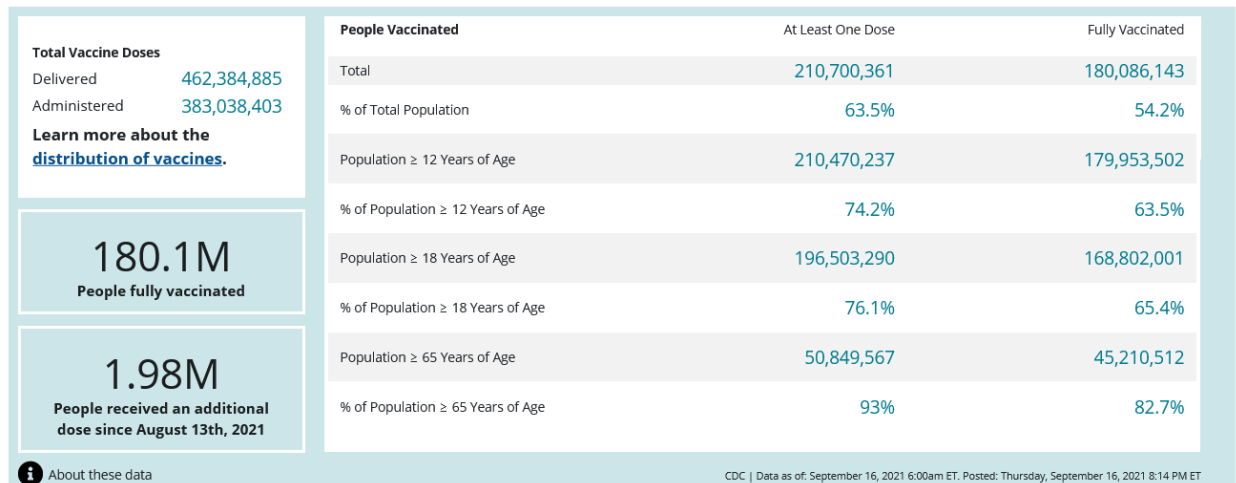 Total Vaccine Doses
Delivered 462,384,885
Administered 383,038,403
Learn more about the
distribution of vaccines.
180.1M
People fully vaccinated
1.98M
People received an additional
dose since August 13th, 2021
People Vaccinated At Least One Dose Fully Vaccinated
Total 210,700,361 180,086,143
% of Total Population 63.5% 54.2%
Population ≥ 12 Years of Age 210,470,237 179,953,502
% of Population ≥ 12 Years of Age 74.2% 63.5%
Population ≥ 18 Years of Age 196,503,290 168,802,001
% of Population ≥ 18 Years of Age 76.1% 65.4%
Population ≥ 65 Years of Age 50,849,567 45,210,512
% of Population ≥ 65 Years of Age 93% 82.7%
i About these data
CDC | Data as of: September 16, 2021 6:00am ET. Posted: Thursday, September 16, 2021 8:14 PM ET